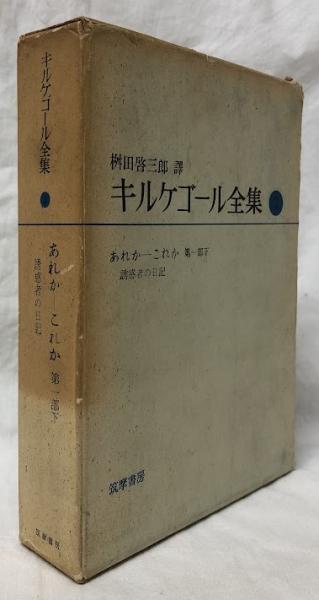 キルケゴール全集
あれか―これか 第一部下
誘惑者の日記
筑摩書房
桝田啓三郎 譯
キルケゴール全集
あれか―これか 第一部下
誘惑者の日記
筑摩書房